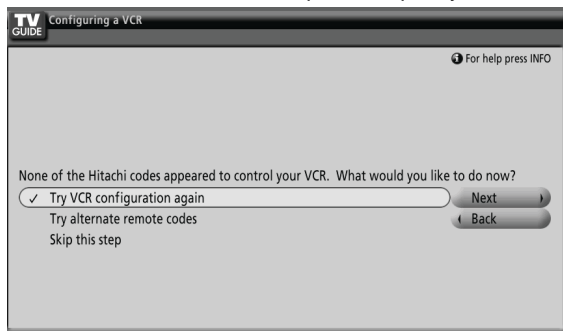 TV
GUIDE
Configuring a VCR
For help press INFO
None of the Hitachi codes appeared to control your VCR. What would you like to do now?
✓ Try VCR configuration again
Next
Try alternate remote codes
Back
Skip this step